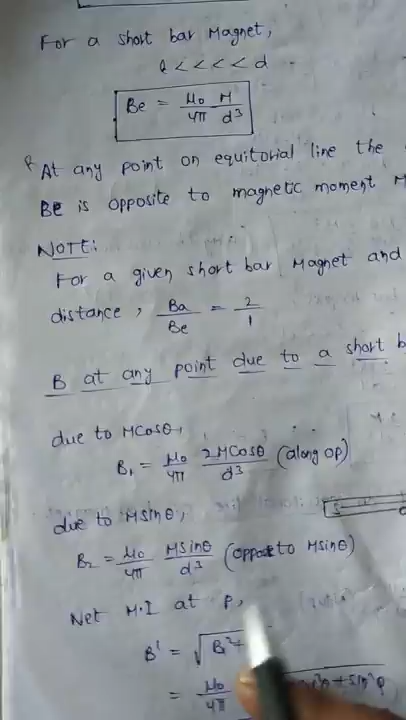 For a short bar Magnet,
l <<<< d
Be = μ0/4π M/d³
At any point on equitorial line the
Be is opposite to magnetic moment M
NOTE:
For a given short bar Magnet and
distance, Ba/Be = 2/1
B at any point due to a short b
due to Mcosθ,
B₁ = μ0/4π 2Mcosθ/d³ (along OP)
due to Msinθ,
B₂ = μ0/4π Msinθ/d³ (oppost to Msinθ)
Net M.I at P,
B' = √B₁²+
= μ0/4π